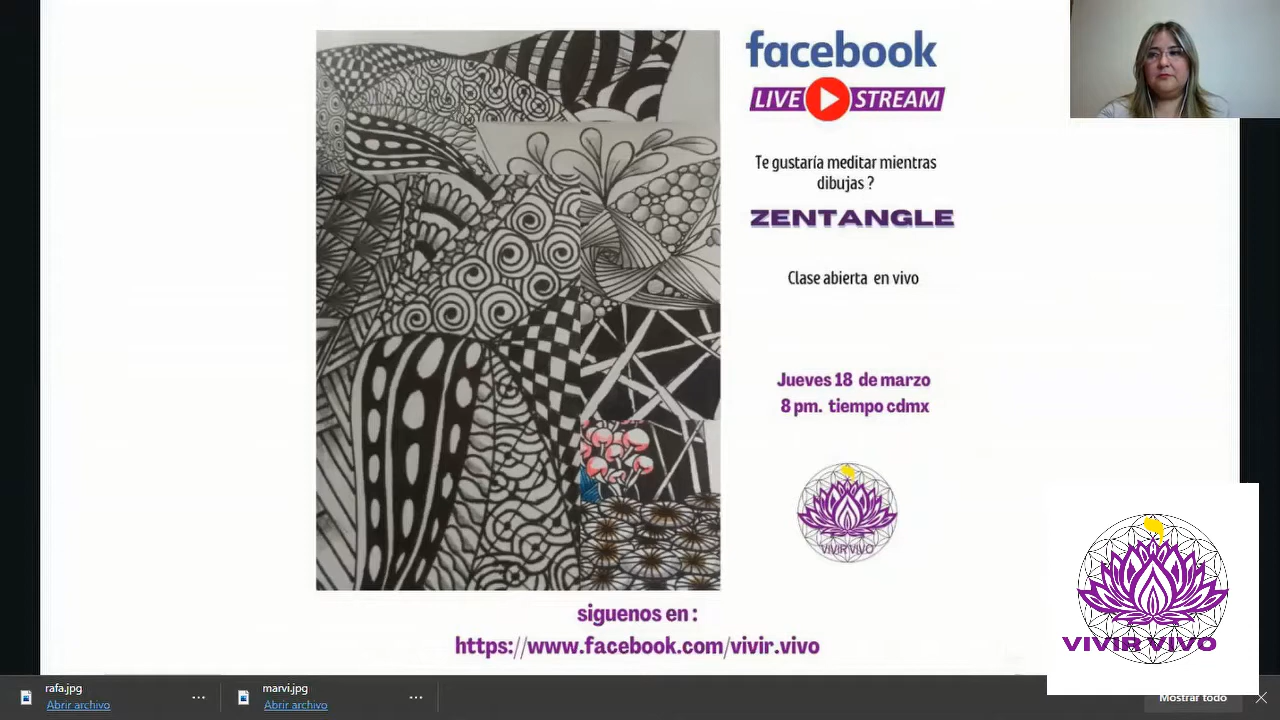 facebook
LIVE STREAM
Te gustaría meditar mientras
dibujas ?
ZENTANGLE
Clase abierta en vivo
Jueves 18 de marzo
8 pm. tiempo cdmx
VIVIR VIVO
siguenos en :
https://www.facebook.com/vivir.vivo
VIVIR VIVO
rafa.jpg
Abrir archivo
marvi.jpg
Abrir archivo
Mostrar todo